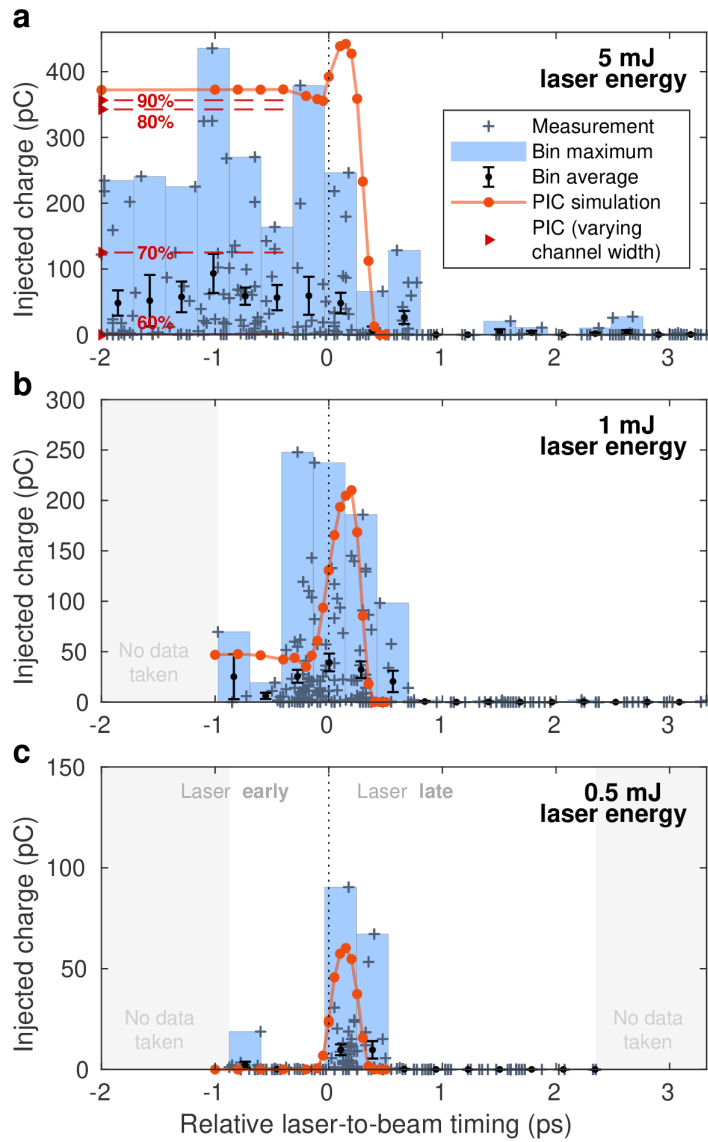 a
5 mJ
laser energy
Injected charge (pC)
400
300
200
100
0
90%
80%
70%
60%
Measurement
Bin maximum
Bin average
PIC simulation
PIC (varying
channel width)
-2
-1
0
1
2
3
b
1 mJ
laser energy
Injected charge (pC)
300
250
200
150
100
50
0
No data
taken
-2
-1
0
1
2
3
c
Laser early
Laser late
0.5 mJ
laser energy
Injected charge (pC)
150
100
50
0
No data
taken
No data
taken
-2
-1
0
1
2
3
Relative laser-to-beam timing (ps)